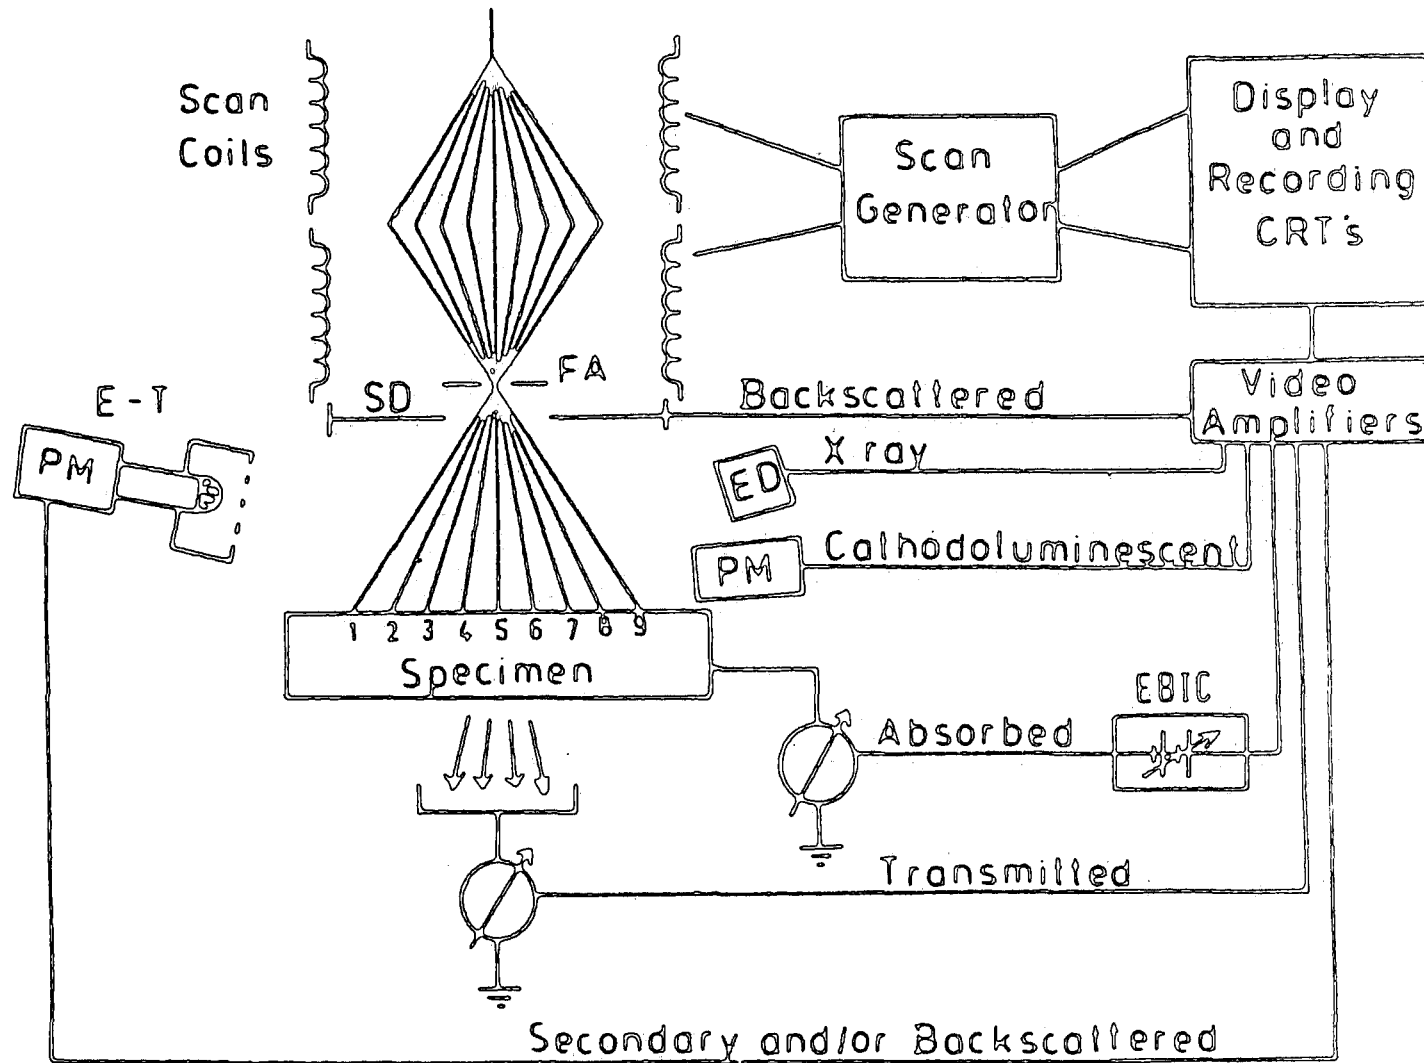 Scan
Coils
Scan
Generator
Display
and
Recording
CRT's
FA
SD
E-T
PM
Backscattered
Video
Amplifiers
X ray
ED
Cathodoluminescent
PM
1 2 3 4 5 6 7 8 9
Specimen
EBIC
Absorbed
Transmitted
Secondary and/or Backscattered